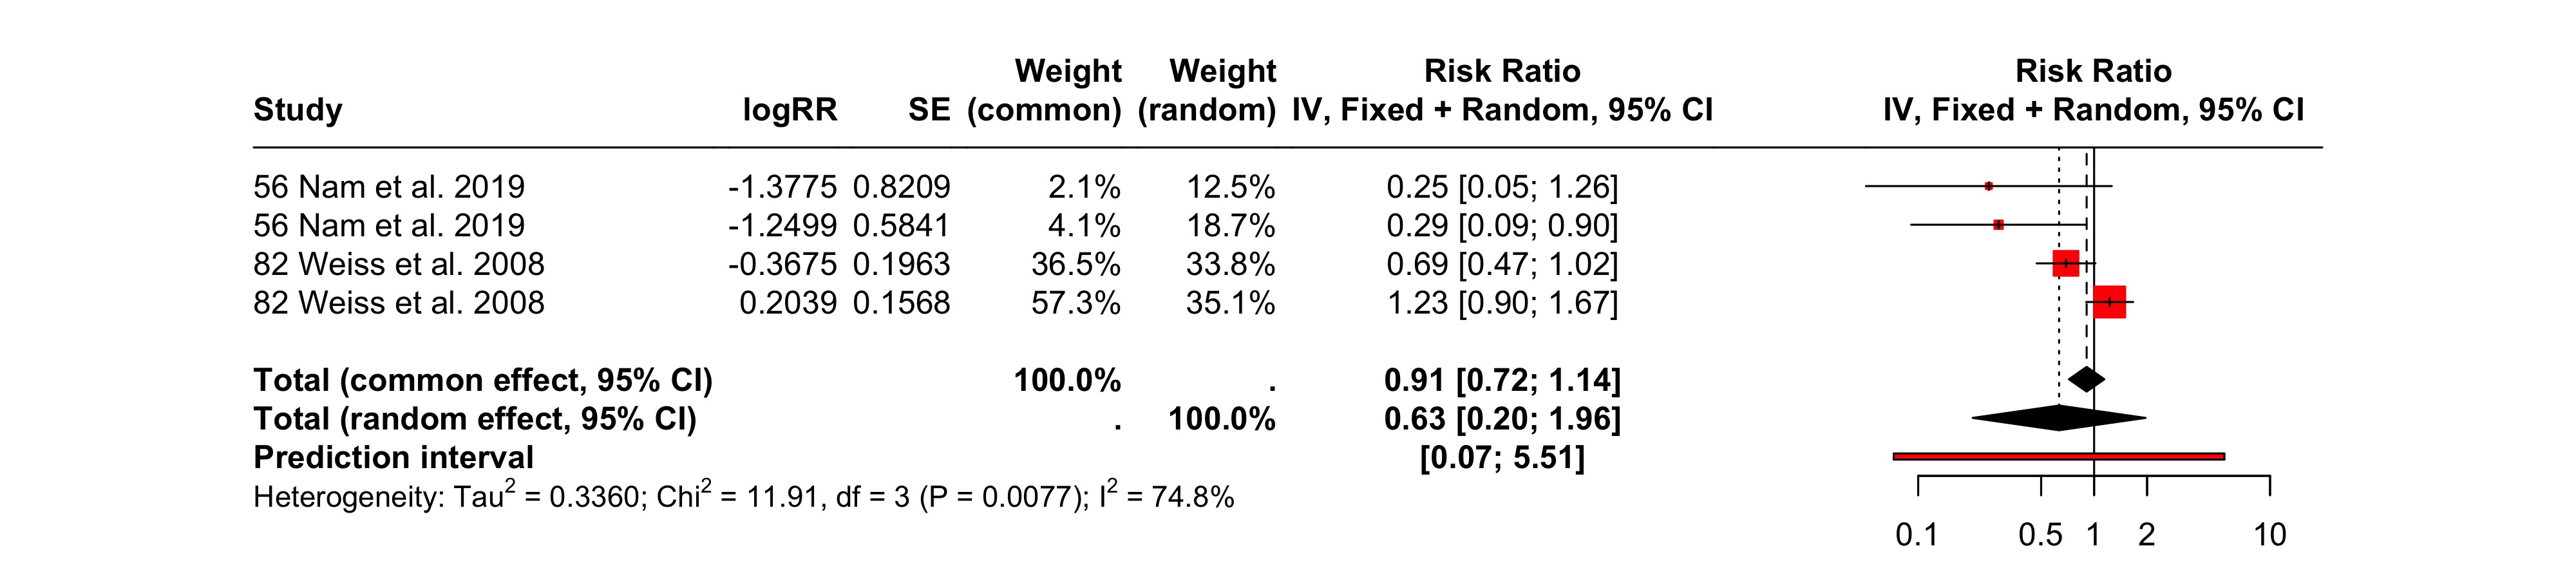 Weight Weight Risk Ratio Risk Ratio
Study logRR SE (common) (random) IV, Fixed + Random, 95% CI IV, Fixed + Random, 95% CI
56 Nam et al. 2019 -1.3775 0.8209 2.1% 12.5% 0.25 [0.05; 1.26]
56 Nam et al. 2019 -1.2499 0.5841 4.1% 18.7% 0.29 [0.09; 0.90]
82 Weiss et al. 2008 -0.3675 0.1963 36.5% 33.8% 0.69 [0.47; 1.02]
82 Weiss et al. 2008 0.2039 0.1568 57.3% 35.1% 1.23 [0.90; 1.67]
Total (common effect, 95% CI) 100.0% . 0.91 [0.72; 1.14]
Total (random effect, 95% CI) . 100.0% 0.63 [0.20; 1.96]
Prediction interval [0.07; 5.51]
Heterogeneity: Tau² = 0.3360; Chi² = 11.91, df = 3 (P = 0.0077); I² = 74.8%
0.1 0.5 1 2 10